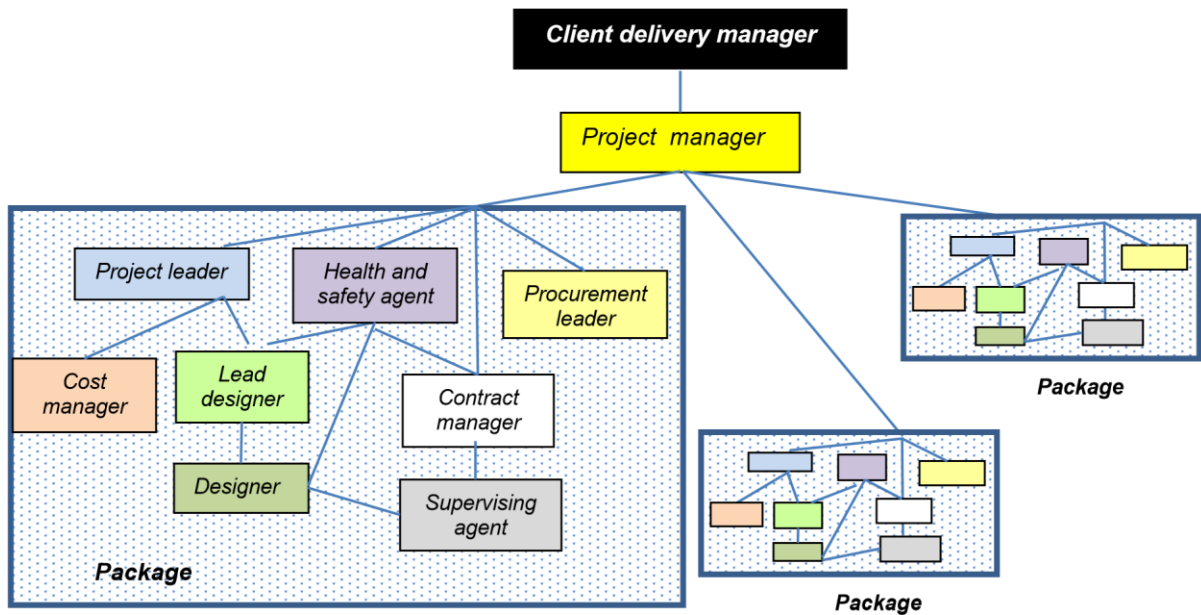 Client delivery manager
Project manager
Project leader
Health and
safety agent
Procurement
leader
Cost
manager
Lead
designer
Contract
manager
Designer
Supervising
agent
Package
Package
Package